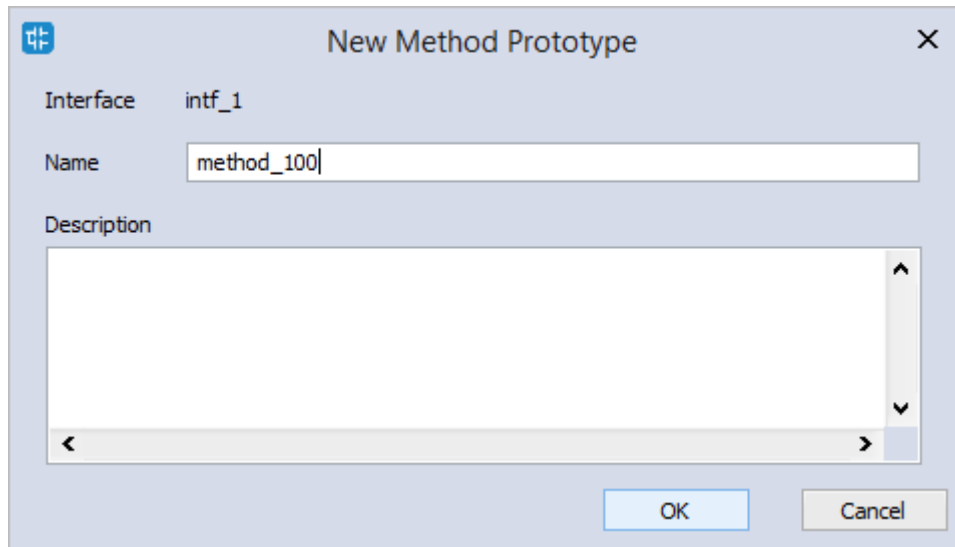 New Method Prototype
Interface intf_1
Name method_100
Description
OK Cancel